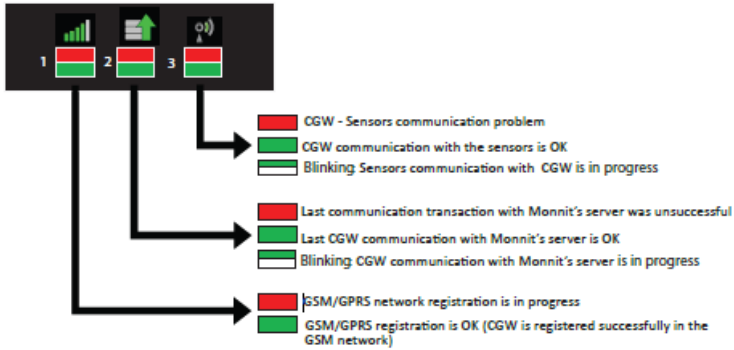 1 2 3
CGW - Sensors communication problem
CGW communication with the sensors is OK
Blinking: Sensors communication with CGW is in progress
Last communication transaction with Monnit's server was unsuccessful
Last CGW communication with Monnit's server is OK
Blinking: CGW communication with Monnit's server is in progress
GSM/GPRS network registration is in progress
GSM/GPRS registration is OK (CGW is registered successfully in the
GSM network)